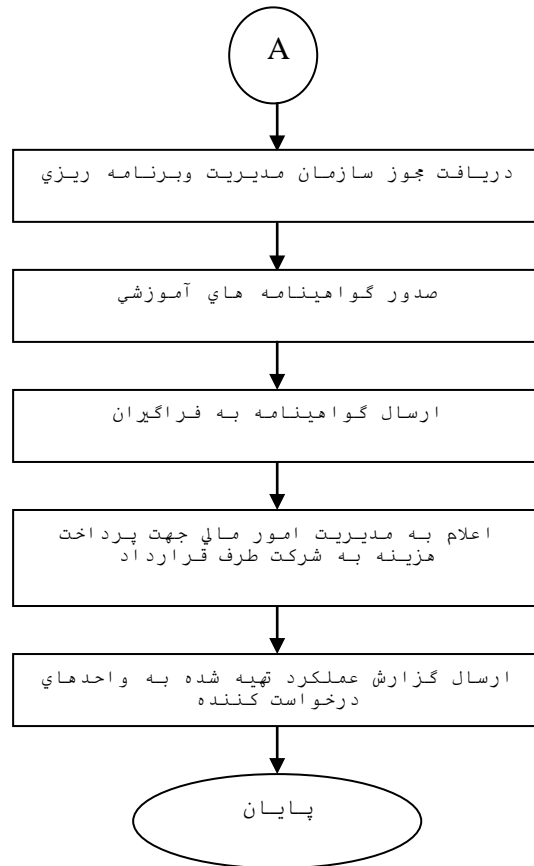 A
دريافت مجوز سازمان مديريت وبرنامه ريزي
صدور گواهينامه هاي آموزشي
ارسال گواهينامه به فراگيران
اعلام به مديريت امور مالي جهت پرداخت
هزينه به شركت طرف قرارداد
ارسال گزارش عملكرد تهيه شده به واحدهاي
درخواست كننده
پايان